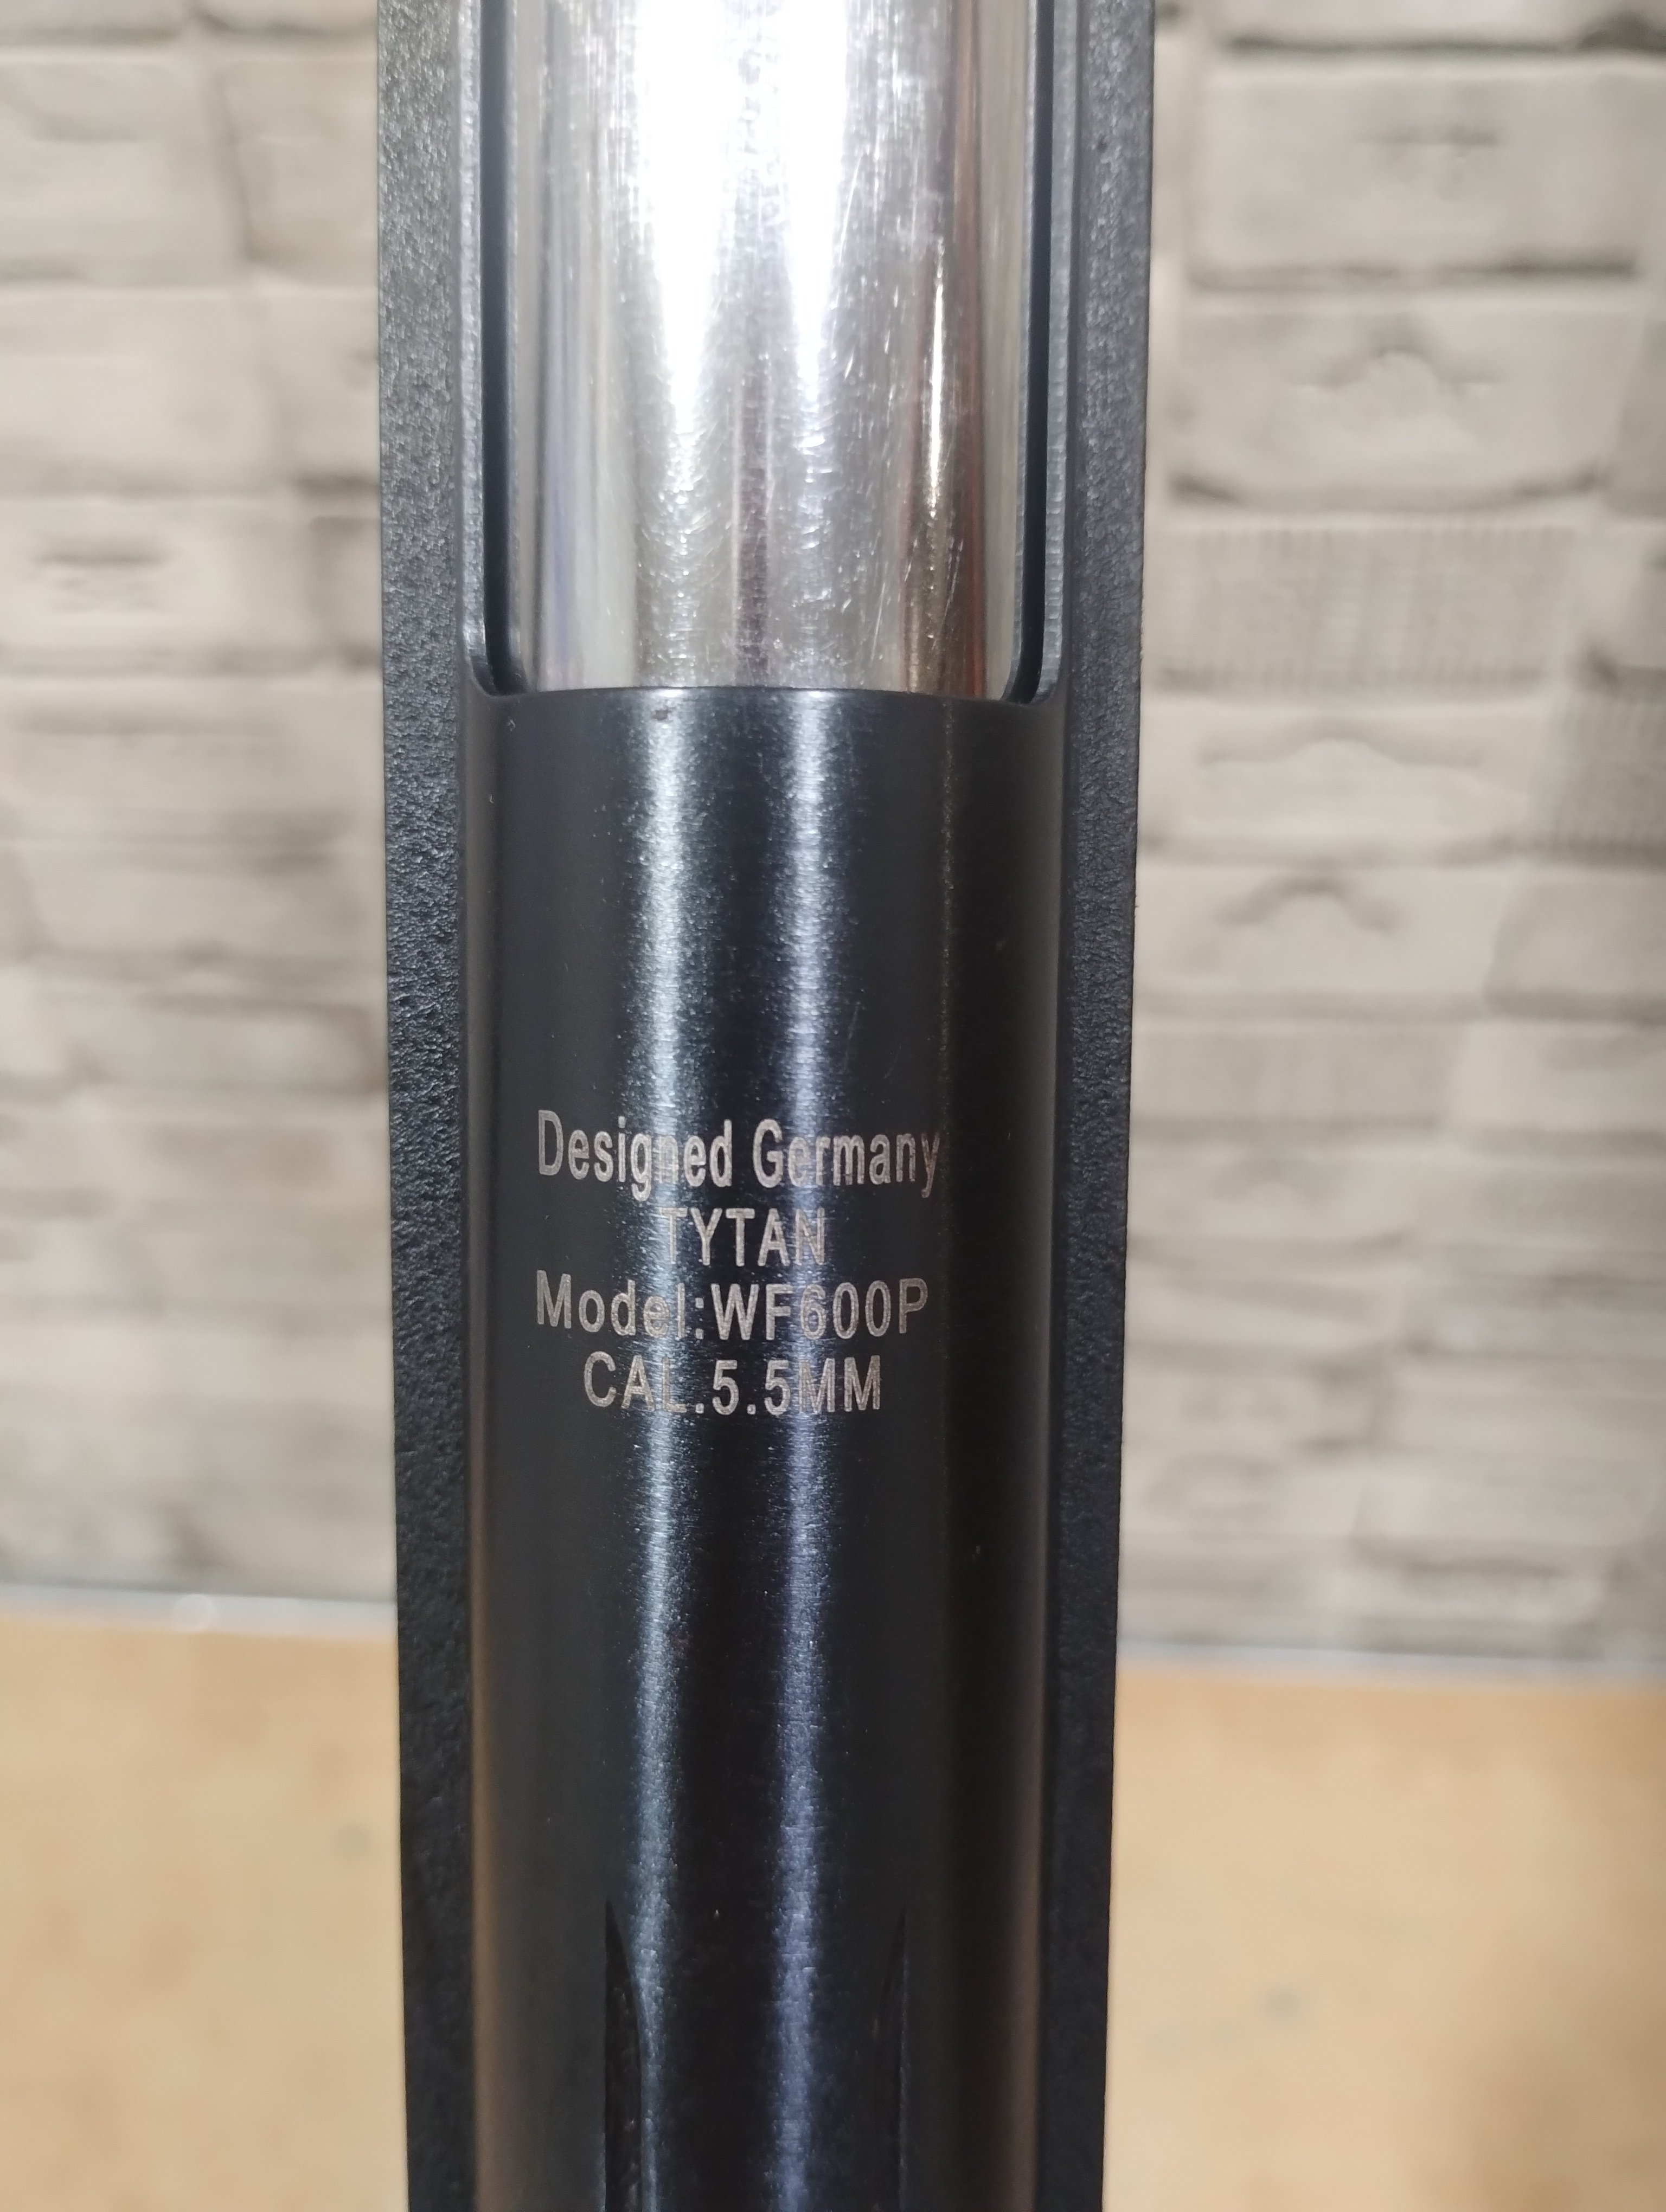 Designed Germany
TYTAN
Model:WF600P
CAL.5.5MM